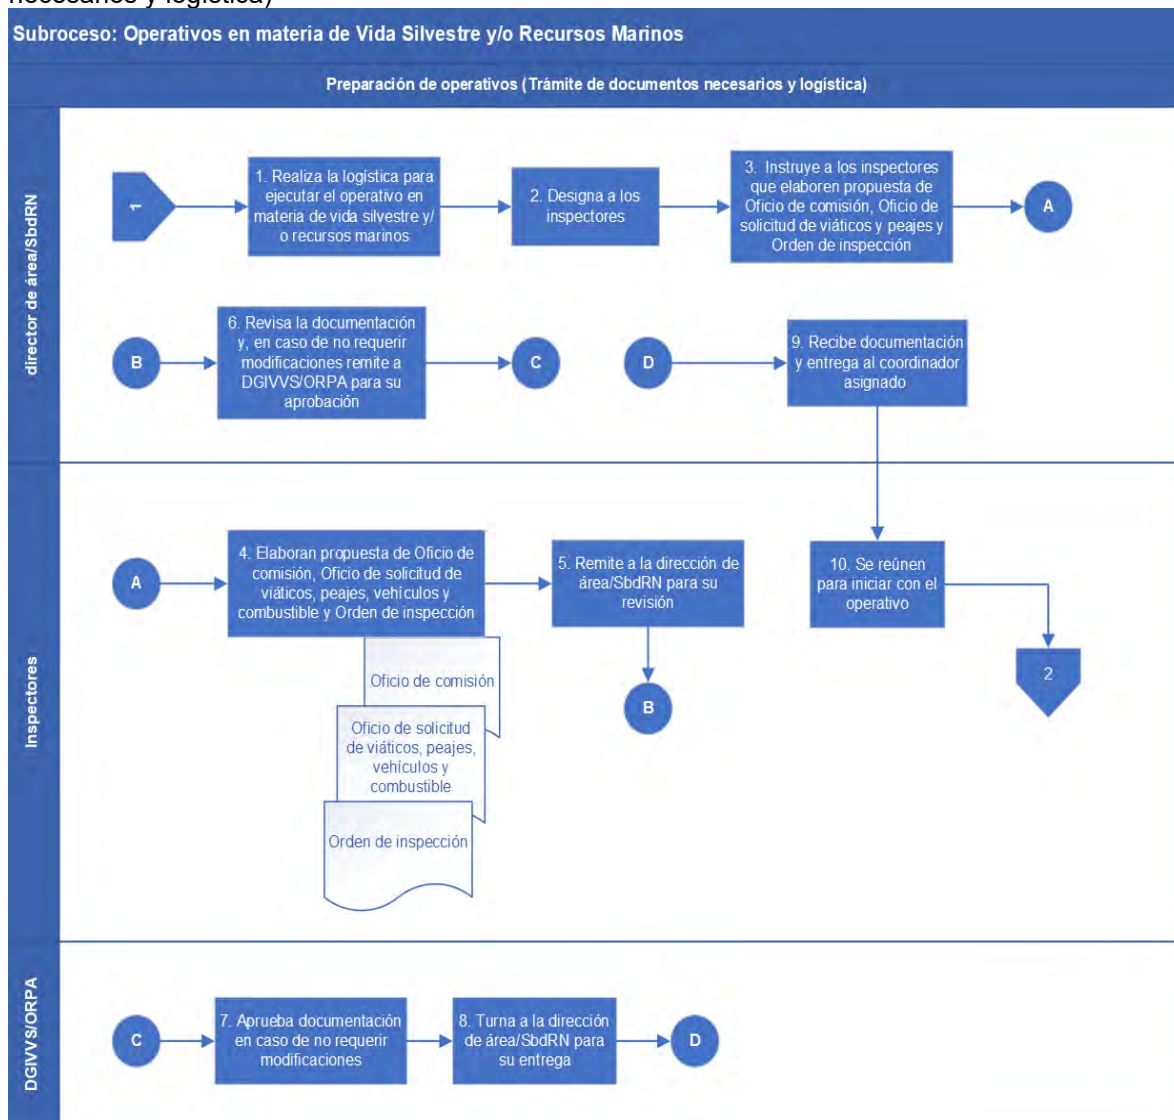 necesarios y logística)
Subroceso: Operativos en materia de Vida Silvestre y/o Recursos Marinos
Preparación de operativos (Trámite de documentos necesarios y logística)
director de área/SbdRN
1
1. Realiza la logística para
ejecutar el operativo en
materia de vida silvestre y/
o recursos marinos
2. Designa a los
inspectores
3. Instruye a los inspectores
que elaboren propuesta de
Oficio de comisión, Oficio de
solicitud de viáticos y peajes y
Orden de inspección
A
B
6. Revisa la documentación
y, en caso de no requerir
modificaciones remite a
DGIVVS/ORPA para su
aprobación
C
D
9. Recibe documentación
y entrega al coordinador
asignado
Inspectores
A
4. Elaboran propuesta de Oficio de
comisión, Oficio de solicitud de
viáticos, peajes, vehículos y
combustible y Orden de inspección
5. Remite a la dirección de
área/SbdRN para su
revisión
10. Se reúnen
para iniciar con el
operativo
Oficio de comisión
Oficio de solicitud
de viáticos, peajes,
vehículos y
combustible
Orden de inspección
B
2
DGIVVS/ORPA
C
7. Aprueba documentación
en caso de no requerir
modificaciones
8. Turna a la dirección
de área/SbdRN para
su entrega
D